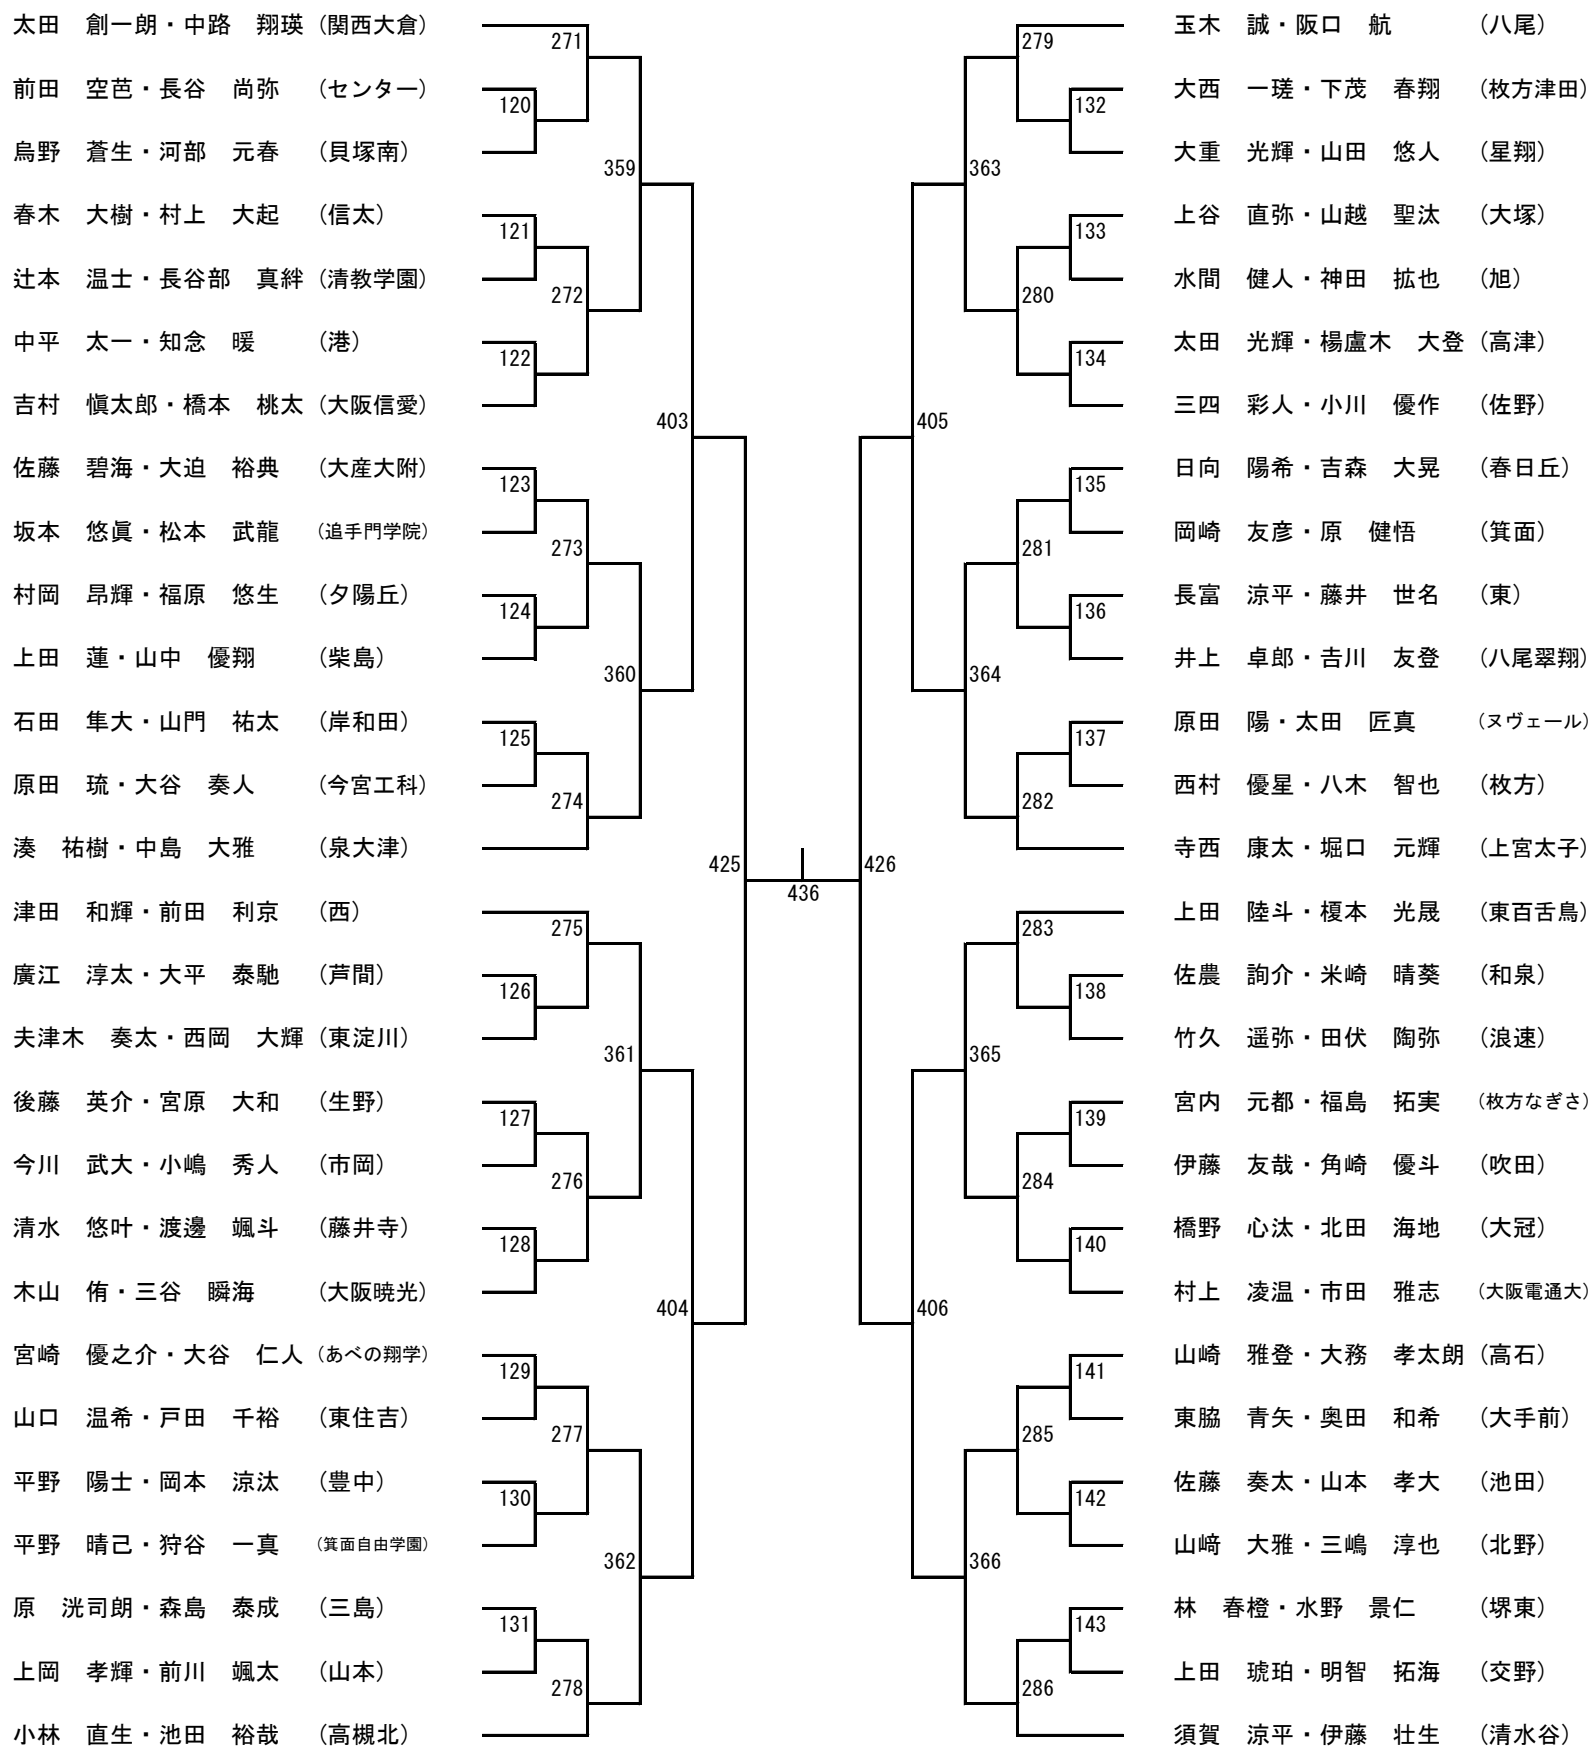 太田　創一朗・中路　翔瑛（関西大倉）
前田　空芭・長谷　尚弥　（センター）
烏野　蒼生・河部　元春　（貝塚南）
春木　大樹・村上　大起　（信太）
辻本　温士・長谷部　真絆（清教学園）
中平　太一・知念　暖　（港）
吉村　愼太郎・橋本　桃太（大阪信愛）
佐藤　碧海・大迫　裕典　（大産大附）
坂本　悠眞・松本　武龍　（追手門学院）
村岡　昂輝・福原　悠生　（夕陽丘）
上田　蓮・山中　優翔　（柴島）
石田　隼大・山門　祐太　（岸和田）
原田　琉・大谷　奏人　（今宮工科）
湊　祐樹・中島　大雅　（泉大津）
津田　和輝・前田　利京　（西）
廣江　淳太・大平　泰馳　（芦間）
夫津木　奏太・西岡　大輝（東淀川）
後藤　英介・宮原　大和　（生野）
今川　武大・小嶋　秀人　（市岡）
清水　悠叶・渡邊　颯斗　（藤井寺）
木山　侑・三谷　瞬海　（大阪暁光）
宮崎　優之介・大谷　仁人（あべの翔学）
山口　温希・戸田　千裕　（東住吉）
平野　陽士・岡本　涼汰　（豊中）
平野　晴己・狩谷　一真　（箕面自由学園）
原　洸司朗・森島　泰成　（三島）
上岡　孝輝・前川　颯太　（山本）
小林　直生・池田　裕哉　（高槻北）
271
120
359
121
272
122
403
123
273
124
360
125
274
425
275
126
361
127
276
128
404
129
277
130
362
131
278
436
279
132
363
133
280
134
405
135
281
136
364
137
282
426
283
138
365
139
284
140
406
141
285
142
366
143
286
玉木　誠・阪口　航　（八尾）
大西　一瑳・下茂　春翔　（枚方津田）
大重　光輝・山田　悠人　（星翔）
上谷　直弥・山越　聖汰　（大塚）
水間　健人・神田　拡也　（旭）
太田　光輝・楊盧木　大登（高津）
三四　彩人・小川　優作　（佐野）
日向　陽希・吉森　大晃　（春日丘）
岡崎　友彦・原　健悟　（箕面）
長富　涼平・藤井　世名　（東）
井上　卓郎・𠮷川　友登　（八尾翠翔）
原田　陽・太田　匠真　（ヌヴェール）
西村　優星・八木　智也　（枚方）
寺西　康太・堀口　元輝　（上宮太子）
上田　陸斗・榎本　光晟　（東百舌鳥）
佐農　詢介・米崎　晴葵　（和泉）
竹久　遥弥・田伏　陶弥　（浪速）
宮内　元都・福島　拓実　（枚方なぎさ）
伊藤　友哉・角崎　優斗　（吹田）
橋野　心汰・北田　海地　（大冠）
村上　凌温・市田　雅志　（大阪電通大）
山崎　雅登・大務　孝太朗（高石）
東脇　青矢・奥田　和希　（大手前）
佐藤　奏太・山本　孝大　（池田）
山﨑　大雅・三嶋　淳也　（北野）
林　春橙・水野　景仁　（堺東）
上田　琥珀・明智　拓海　（交野）
須賀　涼平・伊藤　壮生　（清水谷）